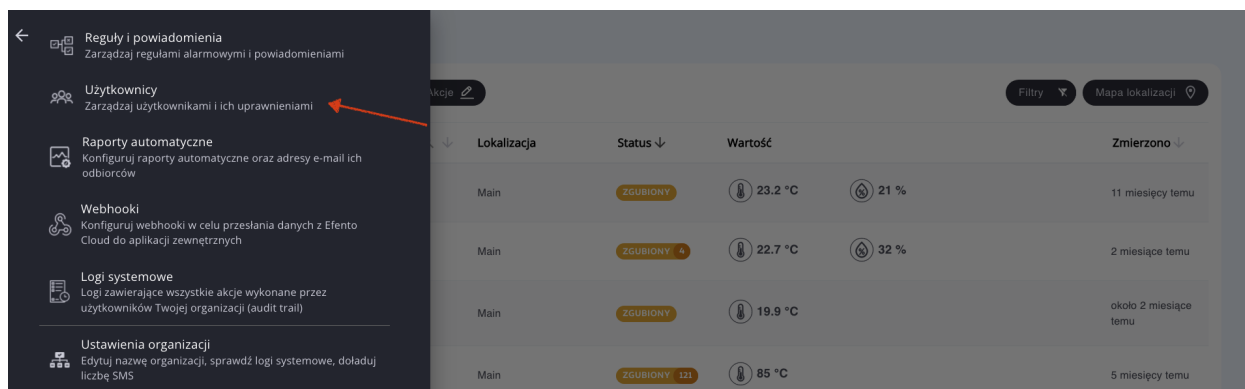 Reguły i powiadomienia
Zarządzaj regułami alarmowymi i powiadomieniami
Użytkownicy
Zarządzaj użytkownikami i ich uprawnieniami
Raporty automatyczne
Konfiguruj raporty automatyczne oraz adresy e-mail ich
odbiorców
Webhooki
Konfiguruj webhooki w celu przesłania danych z Efento
Cloud do aplikacji zewnętrznych
Logi systemowe
Logi zawierające wszystkie akcje wykonane przez
użytkowników Twojej organizacji (audit trail)
Ustawienia organizacji
Edytuj nazwę organizacji, sprawdź logi systemowe, doładuj
liczbę SMS
Filtry Mapa lokalizacji
Lokalizacja Status Wartość Zmierzono
Main ZGUBIONY 23.2 °C 21 % 11 miesięcy temu
Main ZGUBIONY 4 22.7 °C 32 % 2 miesiące temu
Main ZGUBIONY 19.9 °C około 2 miesiące
temu
Main ZGUBIONY 121 85 °C 5 miesięcy temu